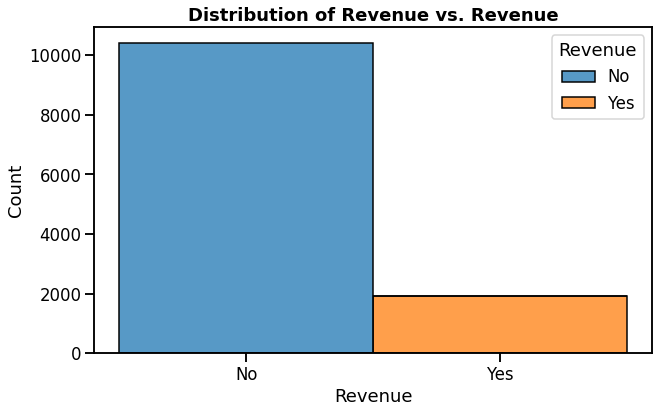 Distribution of Revenue vs. Revenue
10000
8000
6000
4000
2000
0
Count
Revenue
No
Yes
No
Yes
Revenue